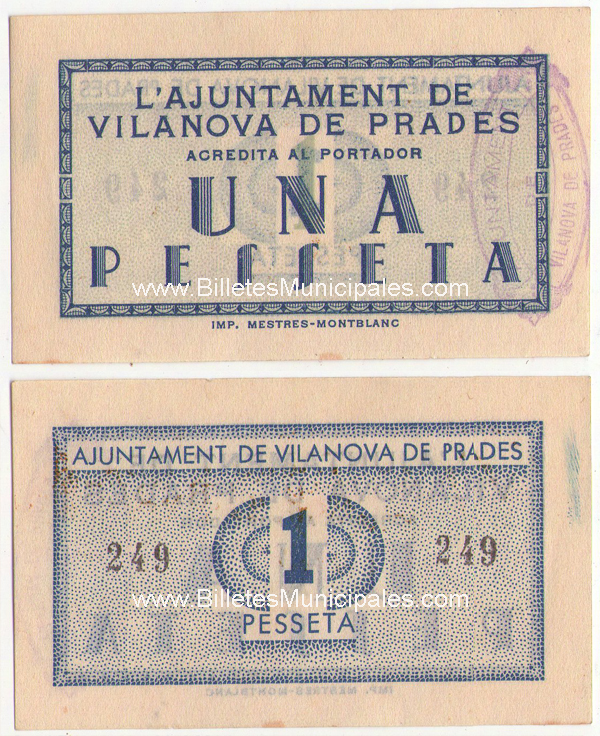 L'AJUNTAMENT DE
VILANOVA DE PRADES
ACREDITA AL PORTADOR
UNA
PESSETA
www.BilletesMunicipales.com
IMP. MESTRES-MONTBLANC
VILANOVA DE PRADES
AJUNTAMENT DE VILANOVA DE PRADES
249 1 249
www.BilletesMunicipales.com
PESSETA